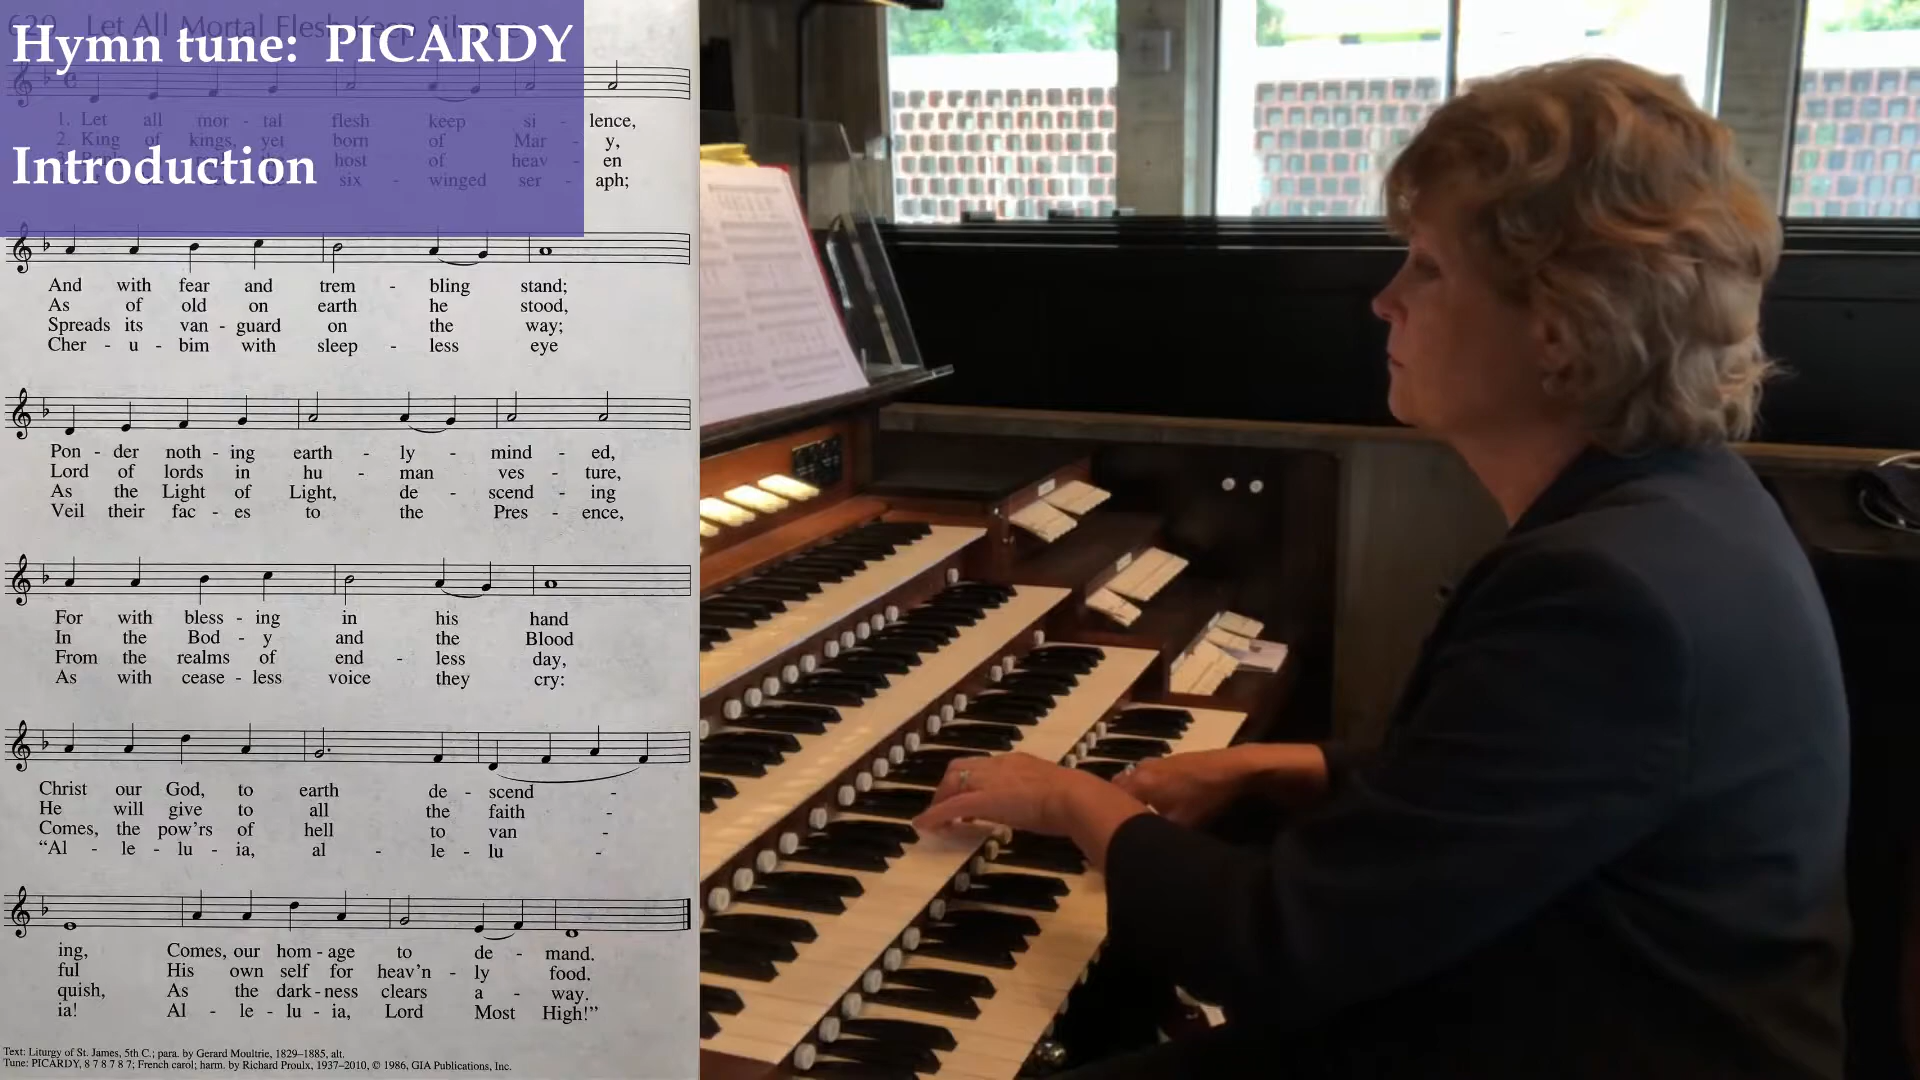 620 Let All Mortal Flesh Keep Silence
Hymn tune: PICARDY
Introduction
1. Let all mor - tal flesh keep si - lence,
2. King of kings, yet born of Mar - y,
host of heav - en
six - winged ser - aph;
And with fear and trem - bling stand;
As of old on earth he stood,
Spreads its van - guard on the way;
Cher - u - bim with sleep - less eye
Pon - der noth - ing earth - ly - mind - ed,
Lord of lords in hu - man ves - ture,
As the Light of Light, de - scend - ing
Veil their fac - es to the Pres - ence,
For with bless - ing in his hand
In the Bod - y and the Blood
From the realms of end - less day,
As with cease - less voice they cry:
Christ our God, to earth de - scend -
He will give to all the faith -
Comes, the pow’rs of hell to van -
“Al - le - lu - ia, al - le - lu -
ing, Comes, our hom - age to de - mand.
ful His own self for heav’n - ly food.
quish, As the dark - ness clears a - way.
ia! Al - le - lu - ia, Lord Most High!”
Text: Liturgy of St. James, 5th C.; para. by Gerard Moultrie, 1829–1885, alt.
Tune: PICARDY, 8 7 8 7 8 7; French carol; harm. by Richard Proulx, 1937–2010, © 1986, GIA Publications, Inc.